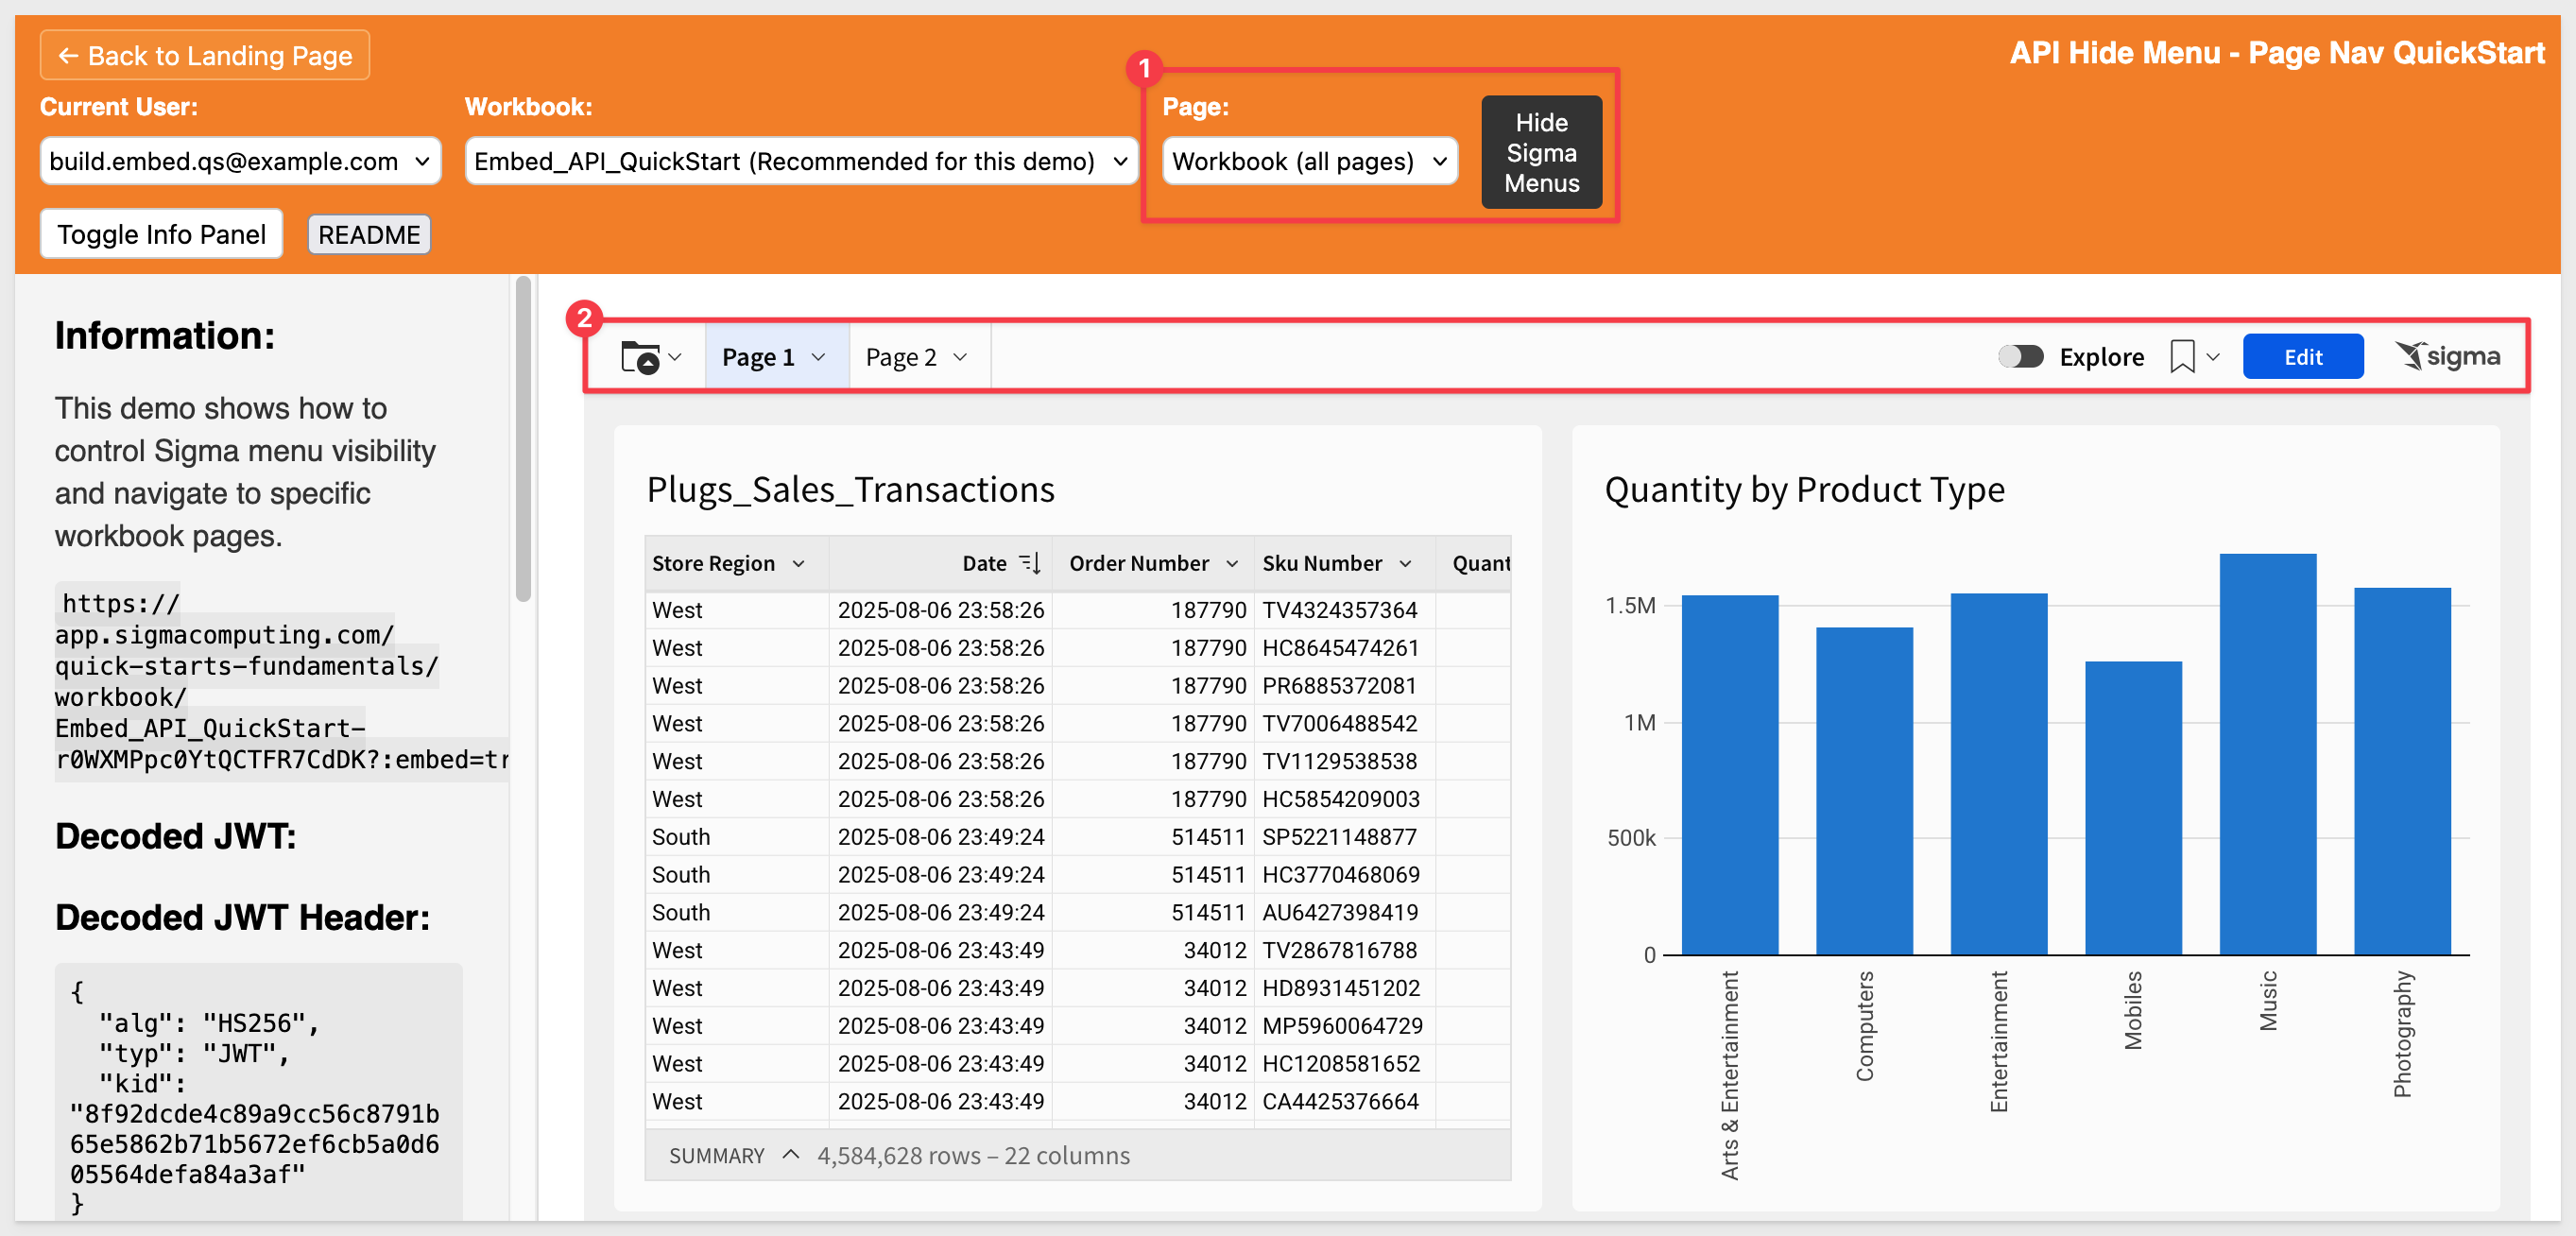 ← Back to Landing Page
API Hide Menu - Page Nav QuickStart
1
Current User:
Workbook:
Page:
build.embed.qs@example.com
Embed_API_QuickStart (Recommended for this demo)
Workbook (all pages)
Hide
Sigma
Menus
Toggle Info Panel
README
Information:
This demo shows how to
control Sigma menu visibility
and navigate to specific
workbook pages.
https://
app.sigmacomputing.com/
quick-starts-fundamentals/
workbook/
Embed_API_QuickStart-
r0WXMPpc0YtQCTFR7CdDK?:embed=tr
Decoded JWT:
Decoded JWT Header:
{
"alg": "HS256",
"typ": "JWT",
"kid":
"8f92dcde4c89a9cc56c8791b
65e5862b71b5672ef6cb5a0d6
05564defa84a3af"
}
2
Page 1
Page 2
Explore
Edit
sigma
Plugs_Sales_Transactions
Store Region Date Order Number Sku Number Quant
West 2025-08-06 23:58:26 187790 TV4324357364
West 2025-08-06 23:58:26 187790 HC8645474261
West 2025-08-06 23:58:26 187790 PR6885372081
West 2025-08-06 23:58:26 187790 TV7006488542
West 2025-08-06 23:58:26 187790 TV1129538538
West 2025-08-06 23:58:26 187790 HC5854209003
South 2025-08-06 23:49:24 514511 SP5221148877
South 2025-08-06 23:49:24 514511 HC3770468069
South 2025-08-06 23:49:24 514511 AU6427398419
West 2025-08-06 23:43:49 34012 TV2867816788
West 2025-08-06 23:43:49 34012 HD8931451202
West 2025-08-06 23:43:49 34012 MP5960064729
West 2025-08-06 23:43:49 34012 HC1208581652
West 2025-08-06 23:43:49 34012 CA4425376664
SUMMARY 4,584,628 rows – 22 columns
Quantity by Product Type
1.5M
1M
500k
0
Arts & Entertainment
Computers
Entertainment
Mobiles
Music
Photography